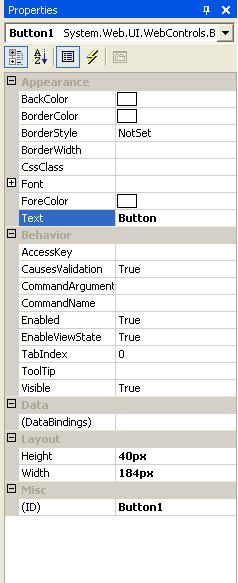 Properties
Button1 System.Web.UI.WebControls.B
Appearance
BackColor
BorderColor
BorderStyle NotSet
BorderWidth
CssClass
Font
ForeColor
Text Button
Behavior
AccessKey
CausesValidation True
CommandArgument
CommandName
Enabled True
EnableViewState True
TabIndex 0
ToolTip
Visible True
Data
(DataBindings)
Layout
Height 40px
Width 184px
Misc
(ID) Button1